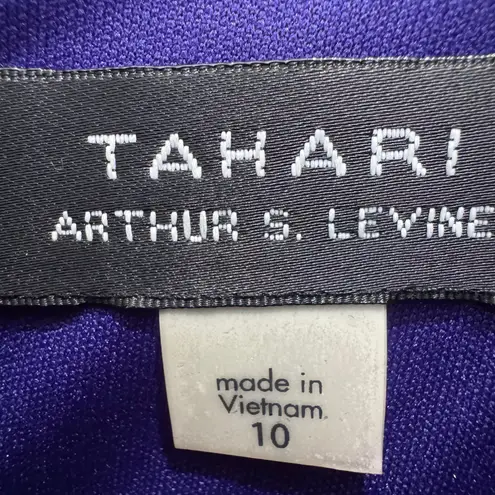 TAHARI
ARTHUR S. LEVINE
made in
Vietnam
10